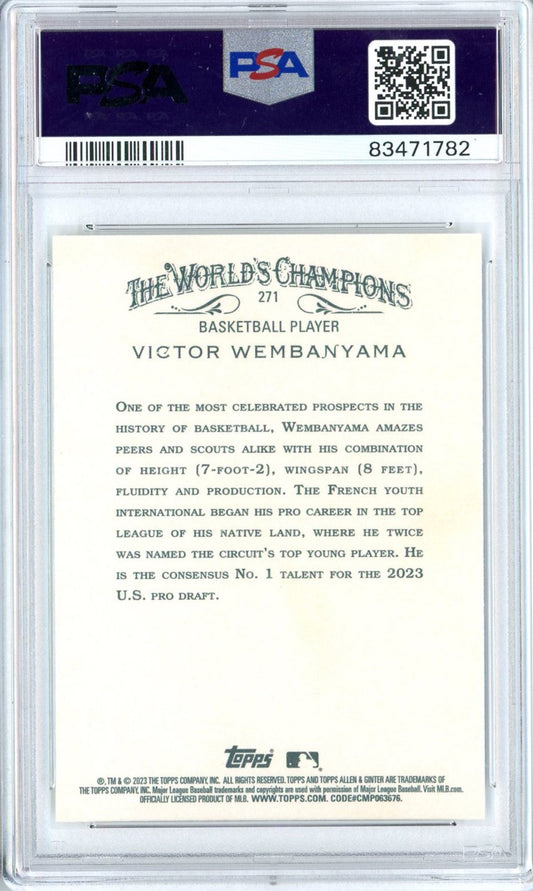 PSA
PSA
83471782
THE WORLD'S CHAMPIONS
271
BASKETBALL PLAYER
VICTOR WEMBANYAMA
ONE OF THE MOST CELEBRATED PROSPECTS IN THE
HISTORY OF BASKETBALL, WEMBANYAMA AMAZES
PEERS AND SCOUTS ALIKE WITH HIS COMBINATION
OF HEIGHT (7-FOOT-2), WINGSPAN (8 FEET),
FLUIDITY AND PRODUCTION. THE FRENCH YOUTH
INTERNATIONAL BEGAN HIS PRO CAREER IN THE TOP
LEAGUE OF HIS NATIVE LAND, WHERE HE TWICE
WAS NAMED THE CIRCUIT'S TOP YOUNG PLAYER. HE
IS THE CONSENSUS NO. 1 TALENT FOR THE 2023
U.S. PRO DRAFT.
Topps
®, TM & © 2023 THE TOPPS COMPANY, INC. ALL RIGHTS RESERVED. TOPPS AND TOPPS ALLEN & GINTER ARE TRADEMARKS OF
THE TOPPS COMPANY, INC. Major League Baseball trademarks and copyrights are used with permission of Major League Baseball. Visit MLB.com.
OFFICIALLY LICENSED PRODUCT OF MLB. WWW.TOPPS.COM. CODE#CMP063676.